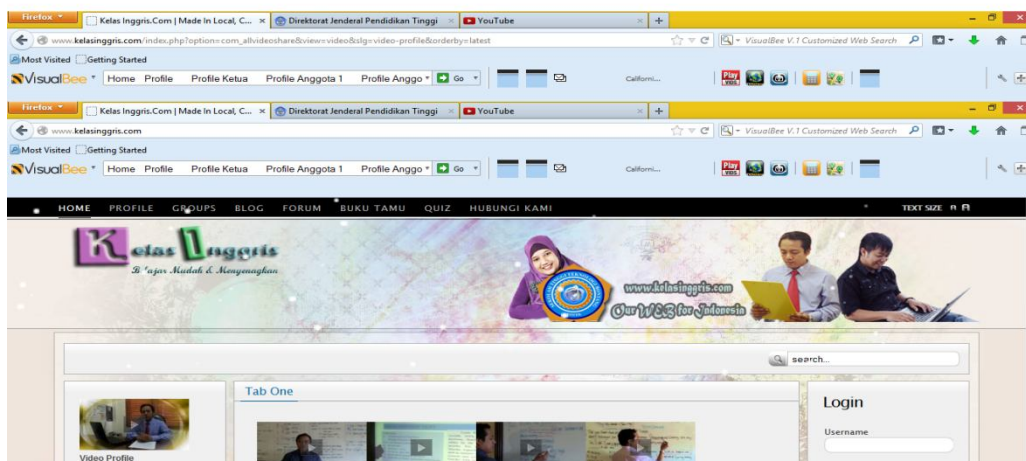 Firefox
Kelas Inggris.Com | Made In Local, C... × Direktorat Jenderal Pendidikan Tinggi × YouTube × +
www.kelasinggris.com/index.php?option=com_allvideoshare&view=video&slg=video-profile&orderby=latest
VisualBee V.1 Customized Web Search
Most Visited Getting Started
VisualBee Home Profile Profile Ketua Profile Anggota 1 Profile Anggo Go Californi... Play
Firefox
Kelas Inggris.Com | Made In Local, C... × Direktorat Jenderal Pendidikan Tinggi × YouTube × +
www.kelasinggris.com
VisualBee V.1 Customized Web Search
Most Visited Getting Started
VisualBee Home Profile Profile Ketua Profile Anggota 1 Profile Anggo Go Californi... Play
HOME PROFILE GROUPS BLOG FORUM BUKU TAMU QUIZ HUBUNGI KAMI TEXT SIZE A A
Kelas Inggris
Belajar Mudah & Menyenagkan
www.kelasinggris.com
Our WEB for Indonesia
search...
Tab One
Login
Username
Video Profile